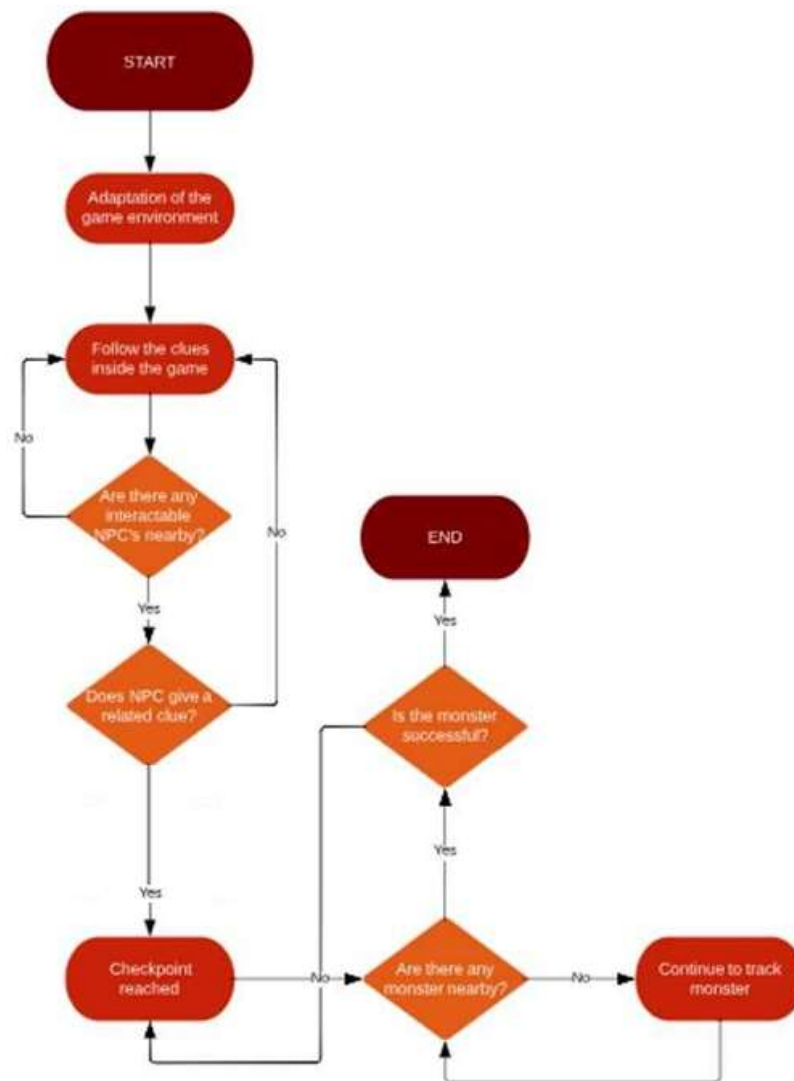 START
Adaptation of the
game environment
Follow the clues
inside the game
No
Are there any
interactable
NPC's nearby?
No
Yes
Does NPC give a
related clue?
Yes
Checkpoint
reached
No
Are there any
monster nearby?
No
Continue to track
monster
Yes
Is the monster
successful?
Yes
END